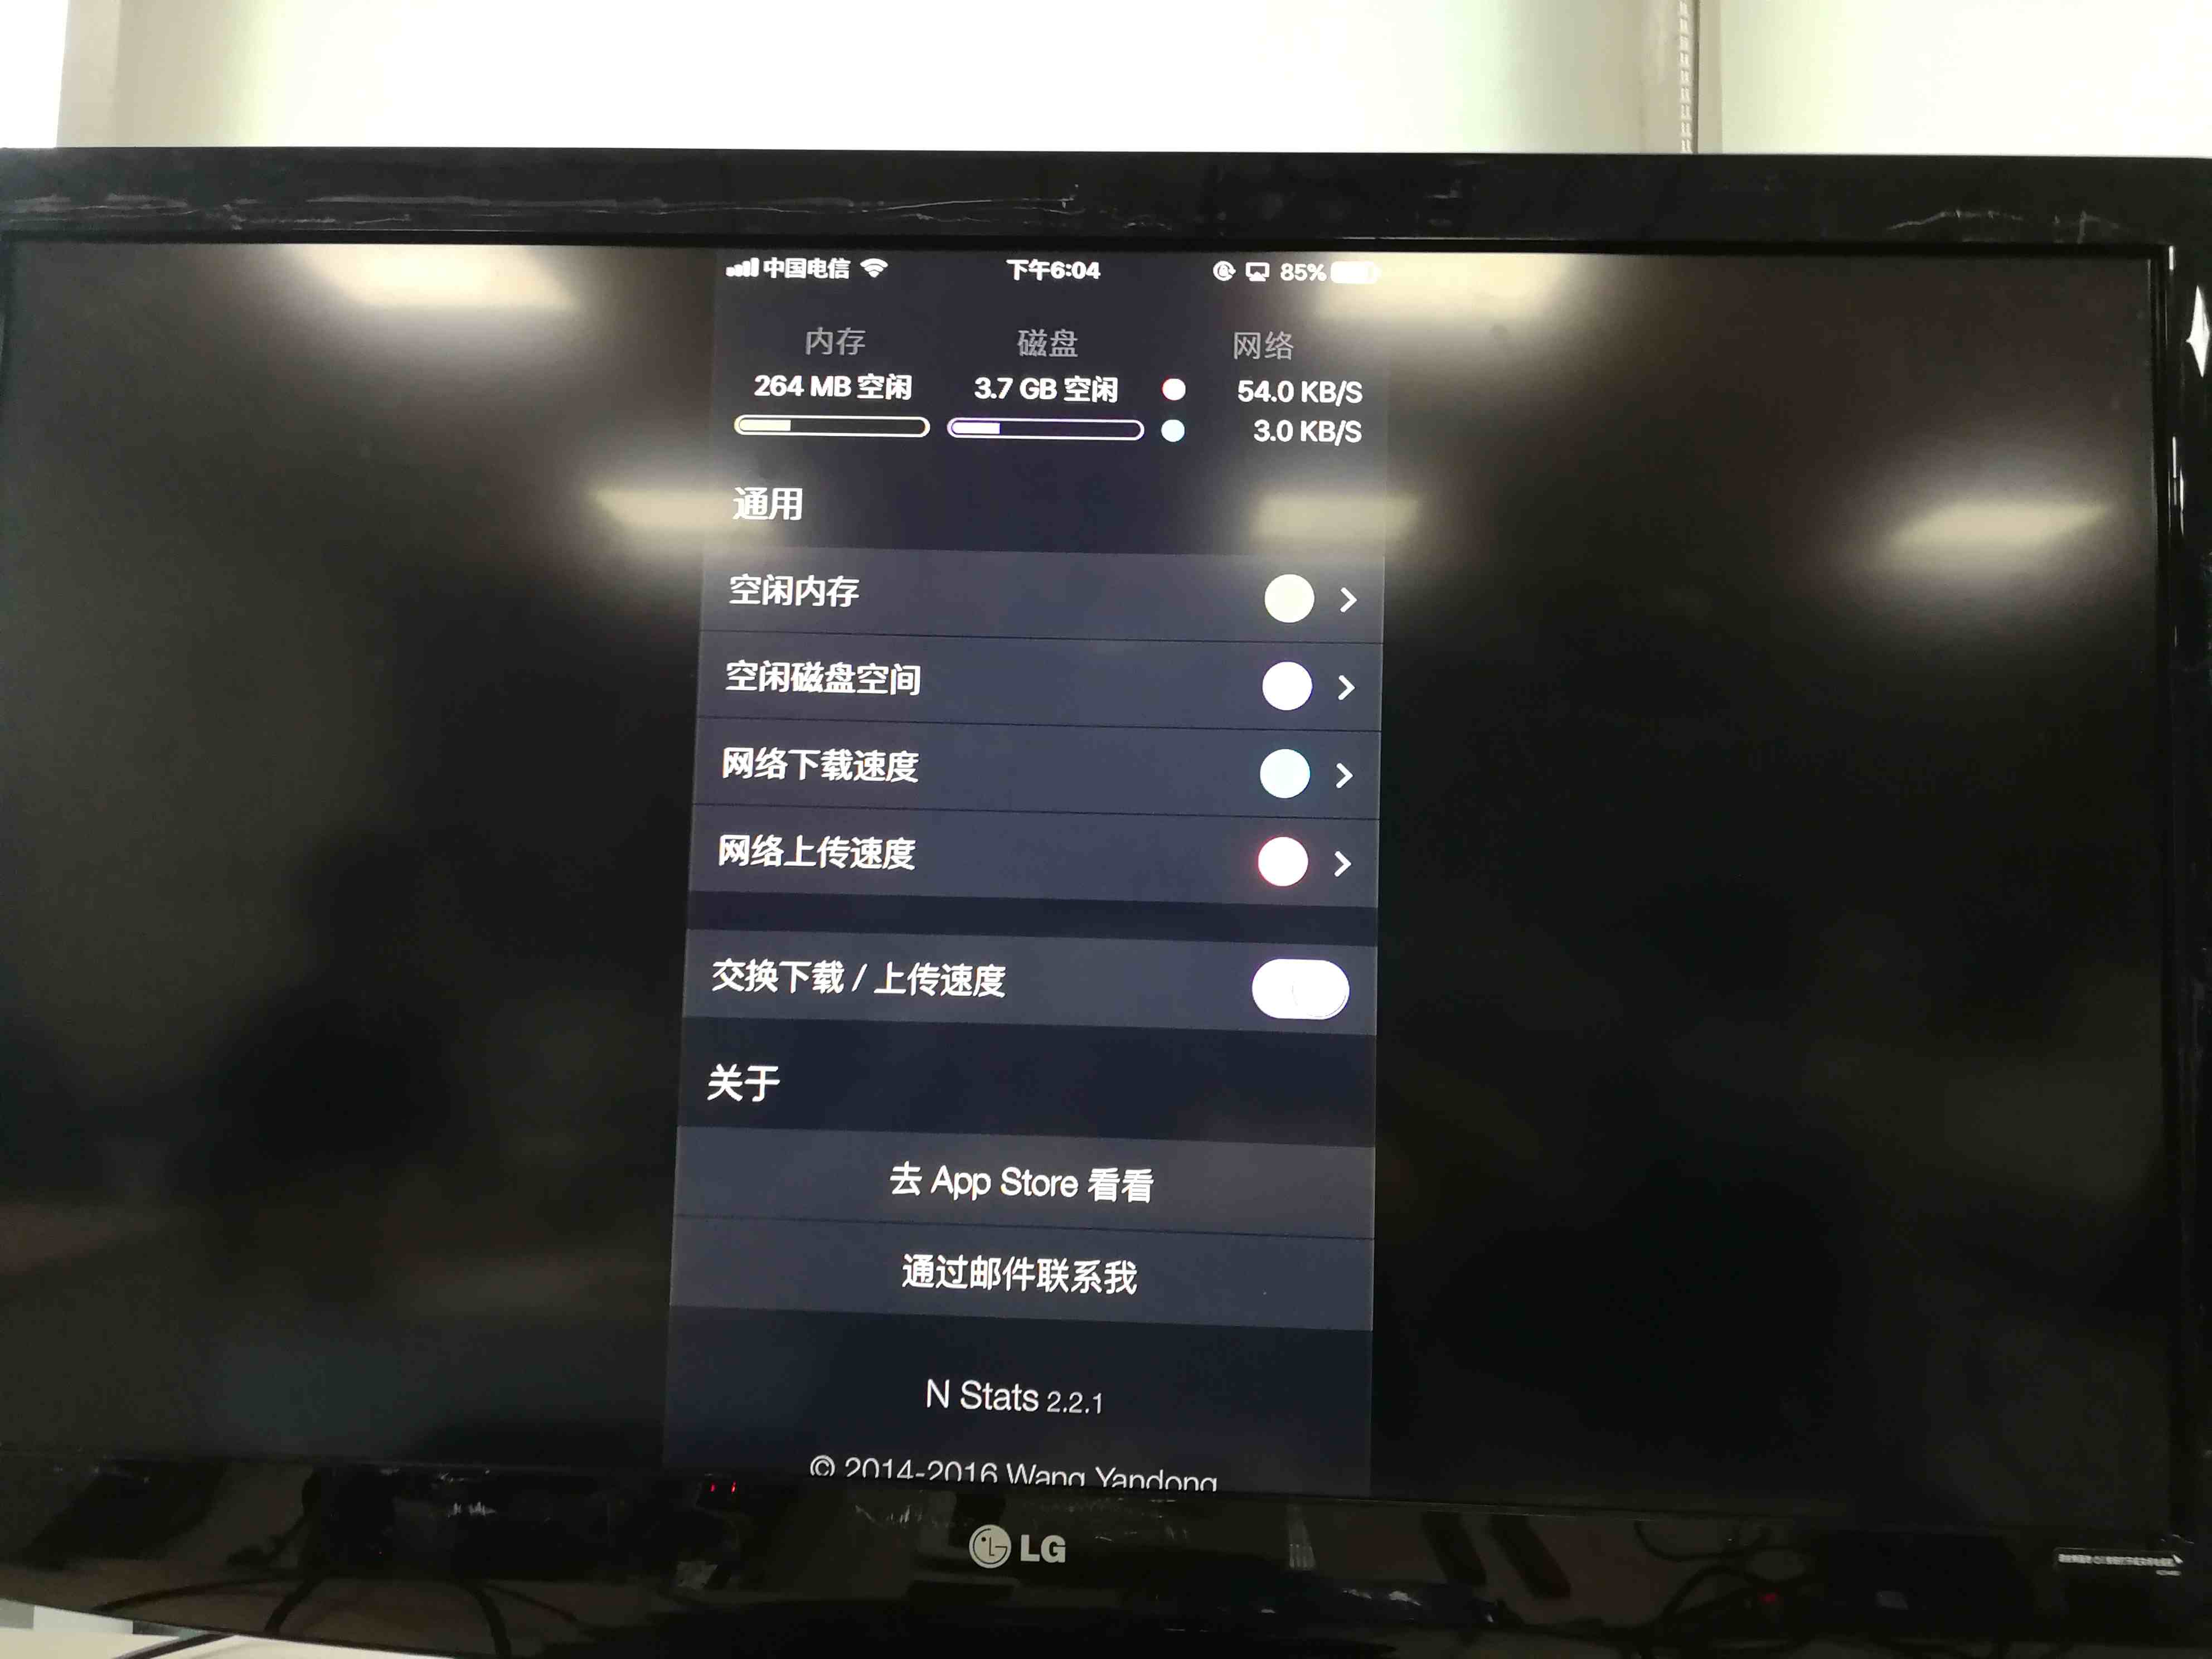 中国电信 下午6:04 85%
内存 磁盘 网络
264 MB 空闲 3.7 GB 空闲 54.0 KB/S
3.0 KB/S
通用
空闲内存
空闲磁盘空间
网络下载速度
网络上传速度
交换下载 / 上传速度
关于
去 App Store 看看
通过邮件联系我
N Stats 2.2.1
© 2014-2016 Wang Yandong
LG